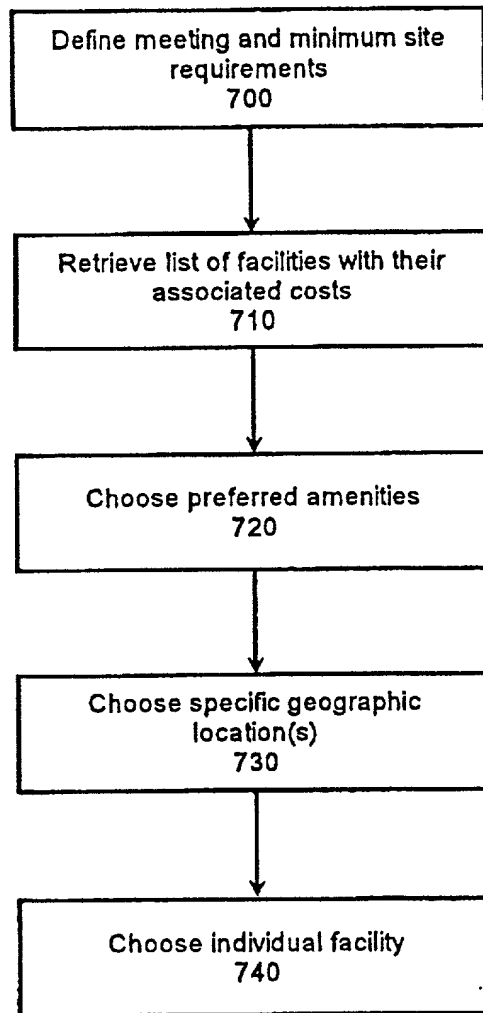 Define meeting and minimum site
requirements
700
Retrieve list of facilities with their
associated costs
710
Choose preferred amenities
720
Choose specific geographic
location(s)
730
Choose individual facility
740